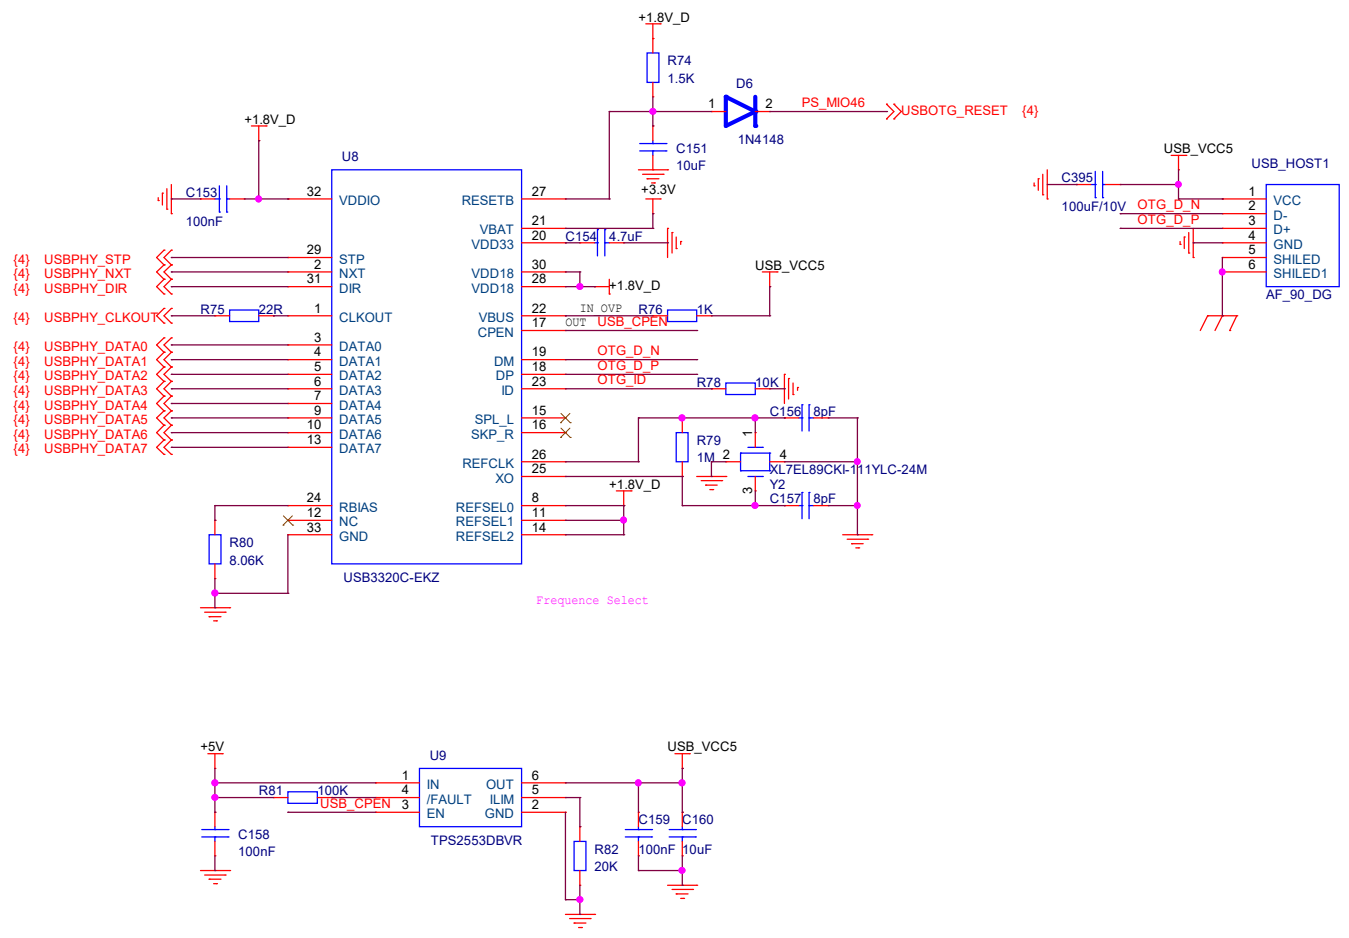 +1.8V_D
R74
1.5K
D6
1 2 PS_MIO46 USBOTG_RESET {4}
1N4148
C151
10uF
+3.3V
+1.8V_D
U8
C153
100nF
32 VDDIO
RESETB 27
VBAT 21
VDD33 20 C154 4.7uF
{4} USBPHY_STP 29 STP
{4} USBPHY_NXT 2 NXT
{4} USBPHY_DIR 31 DIR
VDD18 30
VDD18 28 +1.8V_D
USB_VCC5
{4} USBPHY_CLKOUT R75 22R 1 CLKOUT
VBUS 22 IN OVP R76 1K
CPEN 17 OUT USB_CPEN
{4} USBPHY_DATA0 3 DATA0
{4} USBPHY_DATA1 4 DATA1
{4} USBPHY_DATA2 5 DATA2
{4} USBPHY_DATA3 6 DATA3
{4} USBPHY_DATA4 7 DATA4
{4} USBPHY_DATA5 9 DATA5
{4} USBPHY_DATA6 10 DATA6
{4} USBPHY_DATA7 13 DATA7
DM 19 OTG_D_N
DP 18 OTG_D_P
ID 23 OTG_ID R78 10K
SPL_L 15
SKP_R 16
REFCLK 26
XO 25
C156 8pF
R79
1M
1
2 4
3
XL7EL89CKI-111YLC-24M
Y2
C157 8pF
+1.8V_D
24 RBIAS
12 NC
33 GND
REFSEL0 8
REFSEL1 11
REFSEL2 14
R80
8.06K
USB3320C-EKZ
Frequence Select
USB_VCC5
USB_HOST1
C395
100uF/10V
1 VCC
OTG_D_N 2 D-
OTG_D_P 3 D+
4 GND
5 SHILED
6 SHILED1
AF_90_DG
+5V
U9
USB_VCC5
1 IN OUT 6
R81 100K 4 /FAULT ILIM 5
USB_CPEN 3 EN GND 2
TPS2553DBVR
C158
100nF
R82
20K
C159
100nF
C160
10uF